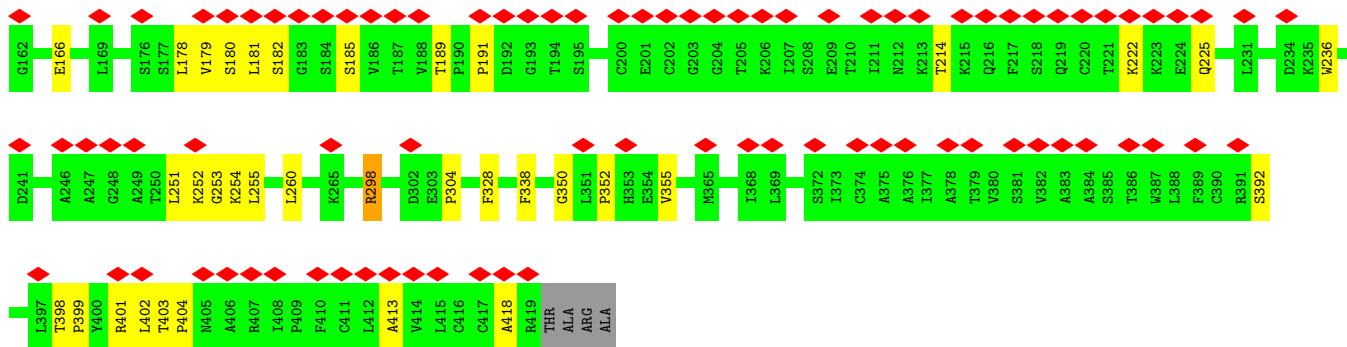 G162 E166 L169 S176 S177 L178 V179 S180 L181 S182 G183 S184 S185 V186 T187 V188 T189 P190 P191 D192 G193 T194 S195 C200 E201 C202 G203 G204 T205 K206 I207 S208 E209 T210 I211 N212 K213 T214 K215 Q216 F217 S218 Q219 C220 T221 K222 K223 E224 Q225 L231 D234 K235 W236
D241 A246 A247 G248 A249 T250 L251 K252 G253 K254 L255 L260 K265 R298 D302 E303 P304 F328 F338 G350 L351 P352 H353 E354 V355 M365 I368 L369 S372 I373 C374 A375 A376 I377 A378 T379 V380 S381 V382 A383 A384 S385 T386 W387 L388 F389 C390 R391 S392
L397 T398 P399 Y400 R401 L402 T403 P404 N405 A406 R407 I408 P409 F410 C411 L412 A413 V414 L415 C416 C417 A418 R419 THR ALA ARG ALA